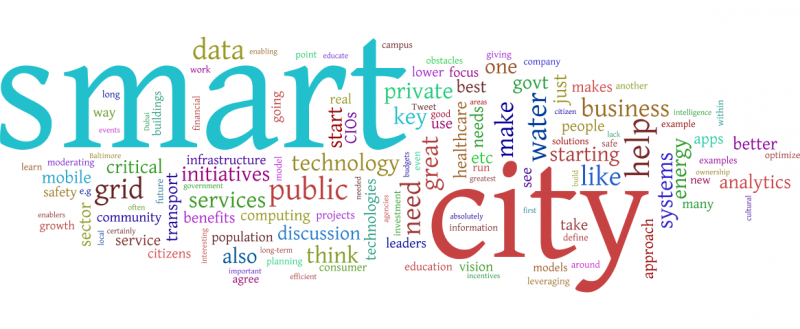 smart
city
data
enabling
work
point
educate
campus
long
way
events
Dubai
buildings
financial
going
real
start
CIOs
lower
focus
obstacles
private
key
Tweet
good
use
best
giving
one
company
govt
areas
needs
healthcare
great
etc
run
greatest
make
see
water
just
citizen
makes
another
business
people
intelligence
within
lack
safe
example
solutions
starting
help
apps
better
optimize
examples
energy
ownership
new
analytics
systems
many
cultural
like
build
learn
moderating
Baltimore
mobile
critical
infrastructure
initiatives
model
technology
safety
e.g
grid
future
transport
government
services
public
needed
budgets
even
need
enablers
growth
sector
local
community
often
certainly
service
citizens
benefits
computing
projects
agencies
investment
technologies
interesting
population
discussion
leaders
also
long-term
think
planning
consumer
important
agree
efficient
absolutely
information
first
education
vision
incentives
take
define
models
around
leveraging
approach